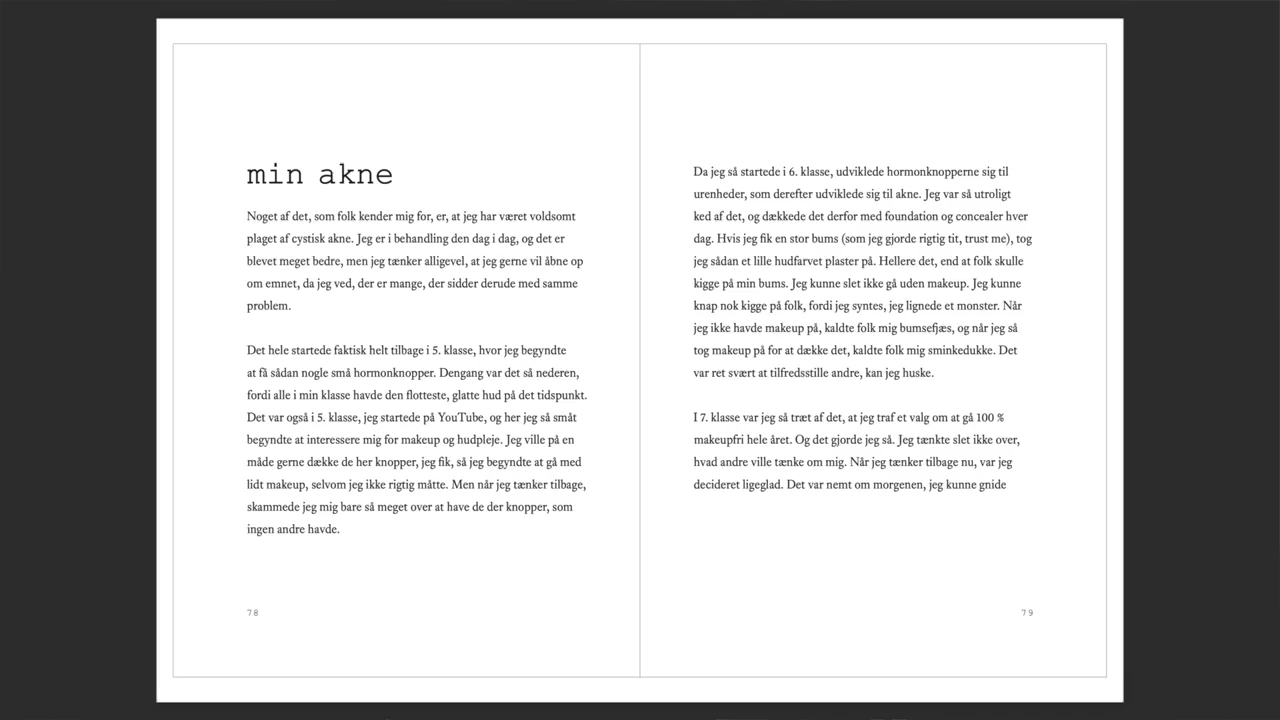 min akne
Noget af det, som folk kender mig for, er, at jeg har været voldsomt
plaget af cystisk akne. Jeg er i behandling den dag i dag, og det er
blevet meget bedre, men jeg tænker alligevel, at jeg gerne vil åbne op
om emnet, da jeg ved, der er mange, der sidder derude med samme
problem.
Det hele startede faktisk helt tilbage i 5. klasse, hvor jeg begyndte
at få sådan nogle små hormonknopper. Dengang var det så nederen,
fordi alle i min klasse havde den flotteste, glatte hud på det tidspunkt.
Det var også i 5. klasse, jeg startede på YouTube, og her jeg så småt
begyndte at interessere mig for makeup og hudpleje. Jeg ville på en
måde gerne dække de her knopper, jeg fik, så jeg begyndte at gå med
lidt makeup, selvom jeg ikke rigtig måtte. Men når jeg tænker tilbage,
skammede jeg mig bare så meget over at have de der knopper, som
ingen andre havde.
78
Da jeg så startede i 6. klasse, udviklede hormonknopperne sig til
urenheder, som derefter udviklede sig til akne. Jeg var så utroligt
ked af det, og dækkede det derfor med foundation og concealer hver
dag. Hvis jeg fik en stor bums (som jeg gjorde rigtig tit, trust me), tog
jeg sådan et lille hudfarvet plaster på. Hellere det, end at folk skulle
kigge på min bums. Jeg kunne slet ikke gå uden makeup. Jeg kunne
knap nok kigge på folk, fordi jeg syntes, jeg lignede et monster. Når
jeg ikke havde makeup på, kaldte folk mig bumsefjæs, og når jeg så
tog makeup på for at dække det, kaldte folk mig sminkedukke. Det
var ret svært at tilfredsstille andre, kan jeg huske.
I 7. klasse var jeg så træt af det, at jeg traf et valg om at gå 100 %
makeupfri hele året. Og det gjorde jeg så. Jeg tænkte slet ikke over,
hvad andre ville tænke om mig. Når jeg tænker tilbage nu, var jeg
decideret ligeglad. Det var nemt om morgenen, jeg kunne gnide
79